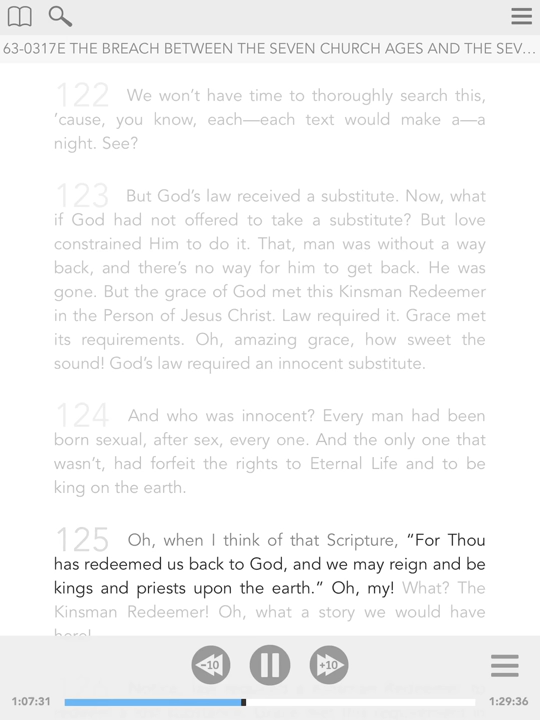 63-0317E THE BREACH BETWEEN THE SEVEN CHURCH AGES AND THE SEV...
122 We won't have time to thoroughly search this,
'cause, you know, each—each text would make a—a
night. See?
123 But God's law received a substitute. Now, what
if God had not offered to take a substitute? But love
constrained Him to do it. That, man was without a way
back, and there's no way for him to get back. He was
gone. But the grace of God met this Kinsman Redeemer
in the Person of Jesus Christ. Law required it. Grace met
its requirements. Oh, amazing grace, how sweet the
sound! God's law required an innocent substitute.
124 And who was innocent? Every man had been
born sexual, after sex, every one. And the only one that
wasn't, had forfeit the rights to Eternal Life and to be
king on the earth.
125 Oh, when I think of that Scripture, “For Thou
has redeemed us back to God, and we may reign and be
kings and priests upon the earth.” Oh, my! What? The
Kinsman Redeemer! Oh, what a story we would have
here!
-10 +10
1:07:31 1:29:36